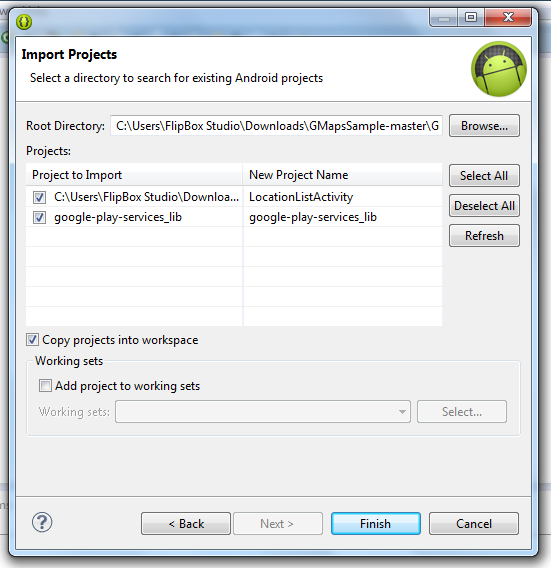 Import Projects
Select a directory to search for existing Android projects
Root Directory: C:\Users\FlipBox Studio\Downloads\GMapsSample-master\G Browse...
Projects:
Project to Import New Project Name Select All
C:\Users\FlipBox Studio\Downloa... LocationListActivity
google-play-services_lib google-play-services_lib Deselect All
Refresh
Copy projects into workspace
Working sets
Add project to working sets
Working sets: Select...
? < Back Next > Finish Cancel